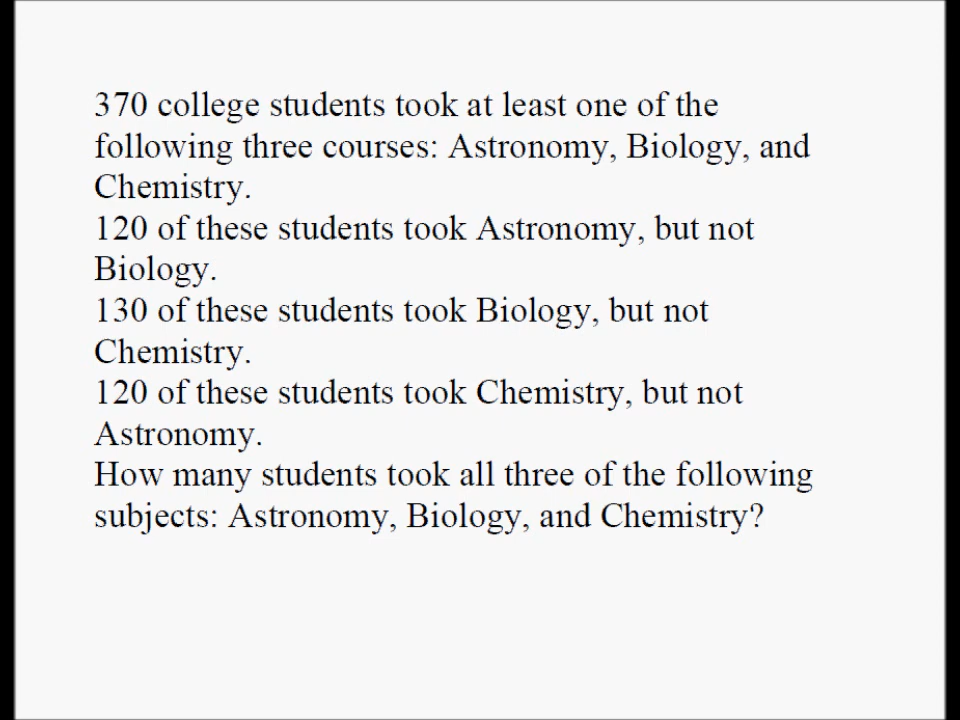 370 college students took at least one of the
following three courses: Astronomy, Biology, and
Chemistry.
120 of these students took Astronomy, but not
Biology.
130 of these students took Biology, but not
Chemistry.
120 of these students took Chemistry, but not
Astronomy.
How many students took all three of the following
subjects: Astronomy, Biology, and Chemistry?